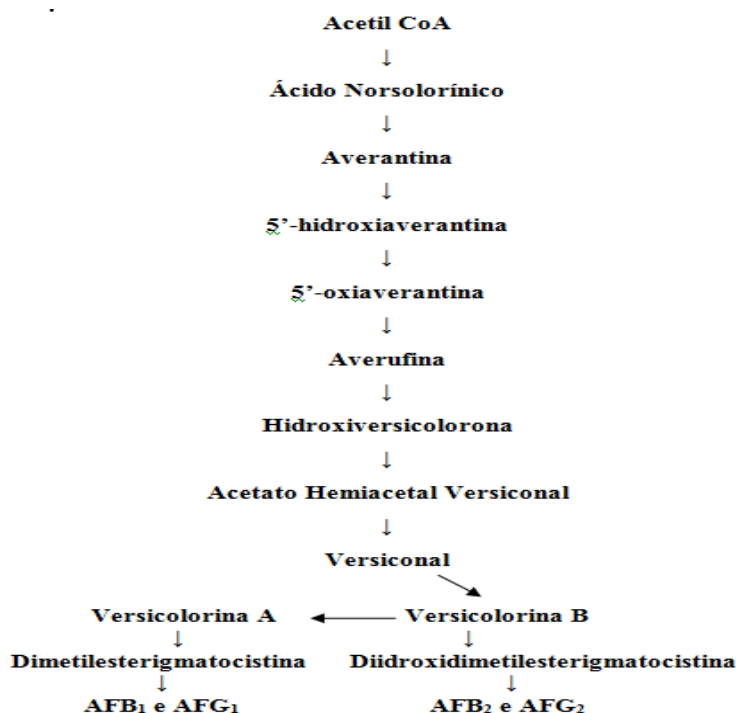 Acetil CoA
↓
Ácido Norsolorínico
↓
Averantina
↓
5’-hidroxiaverantina
↓
5’-oxiaverantina
↓
Averufina
↓
Hidroxiversicolorona
↓
Acetato Hemiacetal Versiconal
↓
Versiconal
Versicolorina A Versicolorina B
↓ ↓
Dimetilesterigmatocistina Diidroxidimetilesterigmatocistina
↓ ↓
AFB₁ e AFG₁ AFB₂ e AFG₂